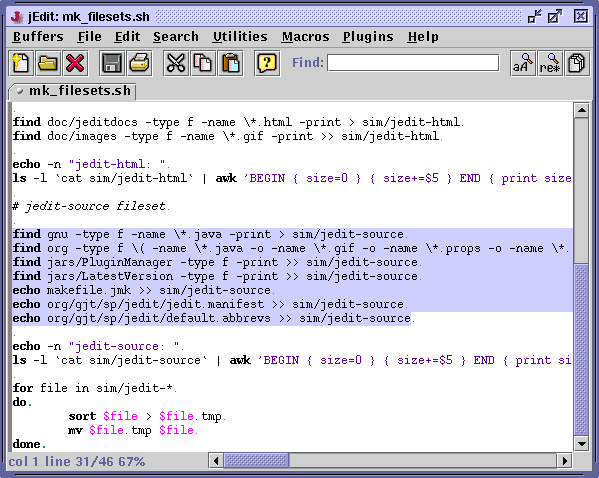 jEdit: mk_filesets.sh
Buffers File Edit Search Utilities Macros Plugins Help
Find: aA re*
mk_filesets.sh
.
find doc/jeditdocs -type f -name \*.html -print > sim/jedit-html.
find doc/images -type f -name \*.gif -print >> sim/jedit-html.
.
echo -n "jedit-html: ".
ls -l `cat sim/jedit-html` | awk 'BEGIN { size=0 } { size+=$5 } END { print size
.
# jedit-source fileset.
.
find gnu -type f -name \*.java -print > sim/jedit-source.
find org -type f \( -name \*.java -o -name \*.gif -o -name \*.props -o -name \*.
find jars/PluginManager -type f -print >> sim/jedit-source.
find jars/LatestVersion -type f -print >> sim/jedit-source.
echo makefile.jmk >> sim/jedit-source.
echo org/gjt/sp/jedit/jedit.manifest >> sim/jedit-source.
echo org/gjt/sp/jedit/default.abbrevs >> sim/jedit-source.
.
echo -n "jedit-source: ".
ls -l `cat sim/jedit-source` | awk 'BEGIN { size=0 } { size+=$5 } END { print si
.
for file in sim/jedit-*.
do.
sort $file > $file.tmp.
mv $file.tmp $file.
done.
col 1 line 31/46 67%